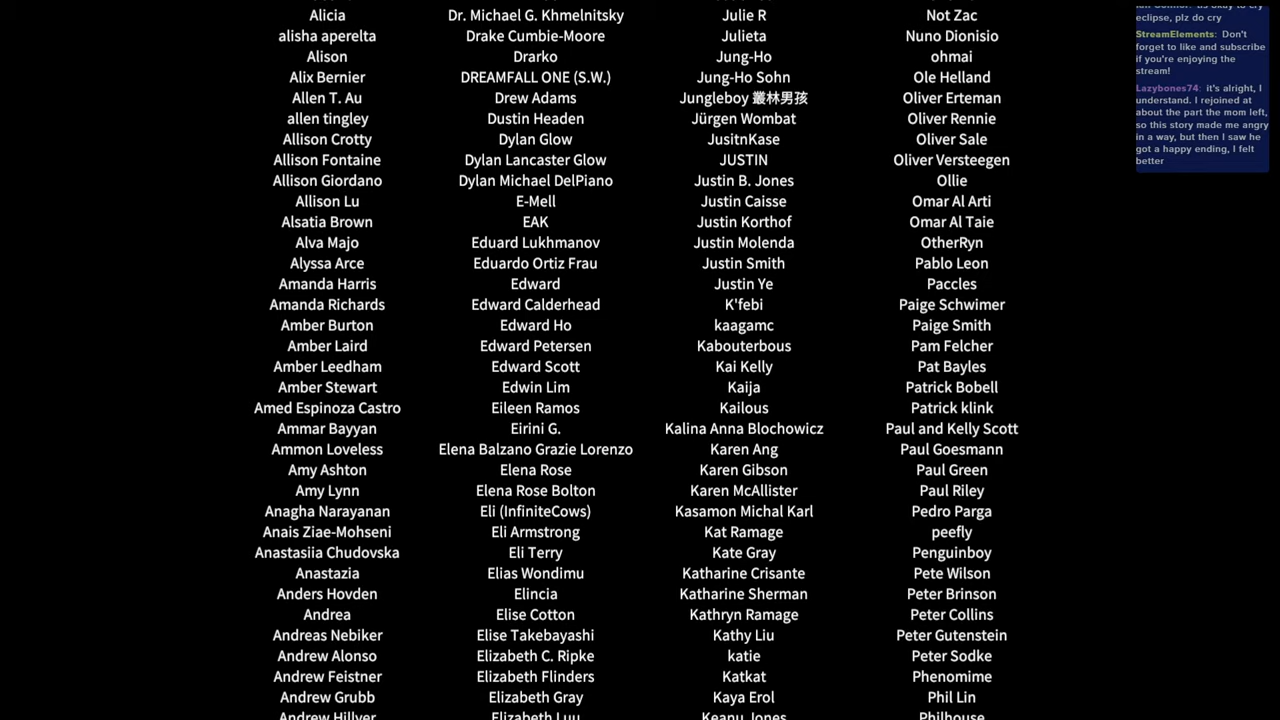 Alicia
alisha aperelta
Alison
Alix Bernier
Allen T. Au
allen tingley
Allison Crotty
Allison Fontaine
Allison Giordano
Allison Lu
Alsatia Brown
Alva Majo
Alyssa Arce
Amanda Harris
Amanda Richards
Amber Burton
Amber Laird
Amber Leedham
Amber Stewart
Amed Espinoza Castro
Ammar Bayyan
Ammon Loveless
Amy Ashton
Amy Lynn
Anagha Narayanan
Anais Ziae-Mohseni
Anastasiia Chudovska
Anastazia
Anders Hovden
Andrea
Andreas Nebiker
Andrew Alonso
Andrew Feistner
Andrew Grubb
Andrew Hillyer
Dr. Michael G. Khmelnitsky
Drake Cumbie-Moore
Drarko
DREAMFALL ONE (S.W.)
Drew Adams
Dustin Headen
Dylan Glow
Dylan Lancaster Glow
Dylan Michael DelPiano
E-Mell
EAK
Eduard Lukhmanov
Eduardo Ortiz Frau
Edward
Edward Calderhead
Edward Ho
Edward Petersen
Edward Scott
Edwin Lim
Eileen Ramos
Eirini G.
Elena Balzano Grazie Lorenzo
Elena Rose
Elena Rose Bolton
Eli (InfiniteCows)
Eli Armstrong
Eli Terry
Elias Wondimu
Elincia
Elise Cotton
Elise Takebayashi
Elizabeth C. Ripke
Elizabeth Flinders
Elizabeth Gray
Elizabeth Luu
Julie R
Julieta
Jung-Ho
Jung-Ho Sohn
Jungleboy 叢林男孩
Jürgen Wombat
JusitnKase
JUSTIN
Justin B. Jones
Justin Caisse
Justin Korthof
Justin Molenda
Justin Smith
Justin Ye
K'febi
kaagamc
Kabouterbous
Kai Kelly
Kaija
Kailous
Kalina Anna Blochowicz
Karen Ang
Karen Gibson
Karen McAllister
Kasamon Michal Karl
Kat Ramage
Kate Gray
Katharine Crisante
Katharine Sherman
Kathryn Ramage
Kathy Liu
katie
Katkat
Kaya Erol
Keanu Jones
Not Zac
Nuno Dionisio
ohmai
Ole Helland
Oliver Erteman
Oliver Rennie
Oliver Sale
Oliver Versteegen
Ollie
Omar Al Arti
Omar Al Taie
OtherRyn
Pablo Leon
Paccles
Paige Schwimer
Paige Smith
Pam Felcher
Pat Bayles
Patrick Bobell
Patrick klink
Paul and Kelly Scott
Paul Goesmann
Paul Green
Paul Riley
Pedro Parga
peefly
Penguinboy
Pete Wilson
Peter Brinson
Peter Collins
Peter Gutenstein
Peter Sodke
Phenomime
Phil Lin
Philhouse
eclipse, plz do cry
StreamElements: Don't
forget to like and subscribe
if you're enjoying the
stream!
Lazybones74: it's alright, I
understand. I rejoined at
about the part the mom left,
so this story made me angry
in a way, but then I saw he
got a happy ending, I felt
better